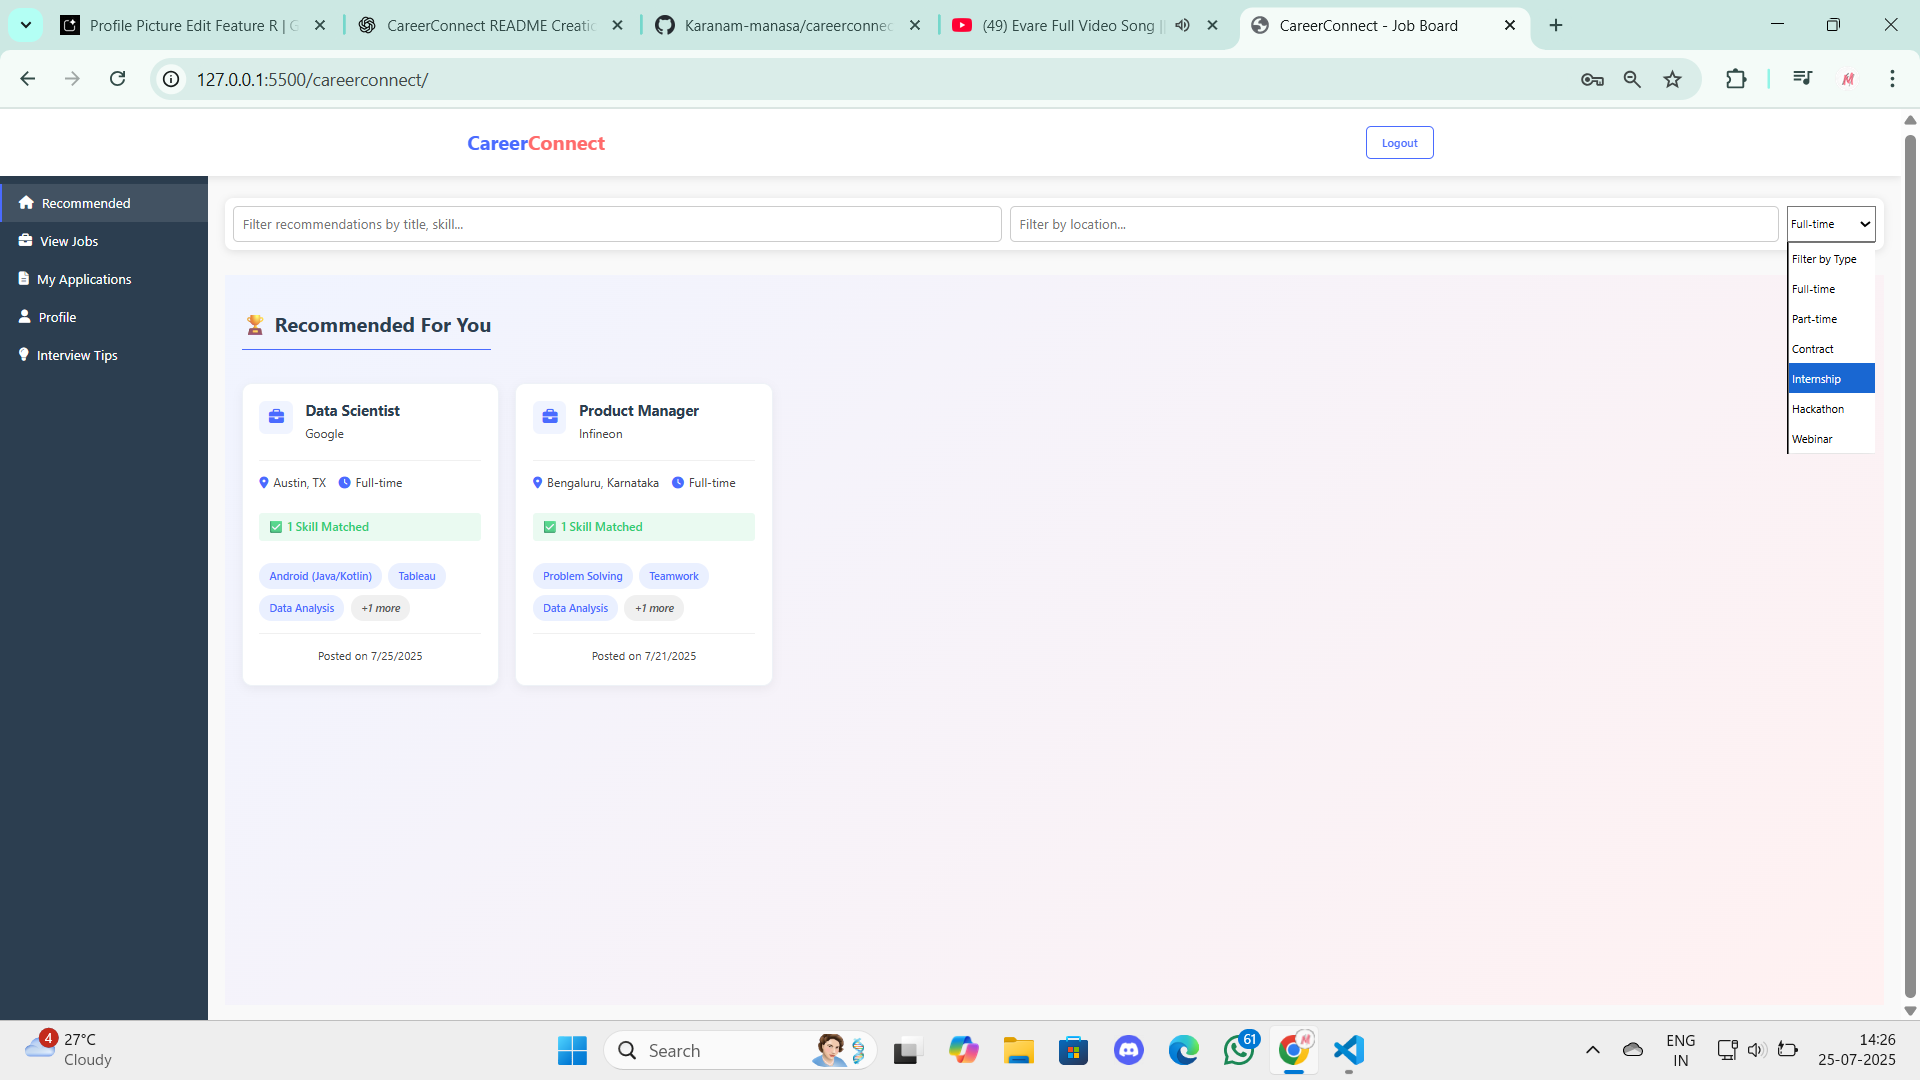 Profile Picture Edit Feature R | G
CareerConnect README Creatic
Karanam-manasa/careerconnec
(49) Evare Full Video Song ||
CareerConnect - Job Board
127.0.0.1:5500/careerconnect/
CareerConnect
Logout
Recommended
View Jobs
My Applications
Profile
Interview Tips
Filter recommendations by title, skill...
Filter by location...
Full-time
Filter by Type
Full-time
Part-time
Contract
Internship
Hackathon
Webinar
🏆 Recommended For You
Data Scientist
Google
Austin, TX Full-time
✅ 1 Skill Matched
Android (Java/Kotlin) Tableau
Data Analysis +1 more
Posted on 7/25/2025
Product Manager
Infineon
Bengaluru, Karnataka Full-time
✅ 1 Skill Matched
Problem Solving Teamwork
Data Analysis +1 more
Posted on 7/21/2025
4
27°C
Cloudy
Search
61
ENG
IN
14:26
25-07-2025